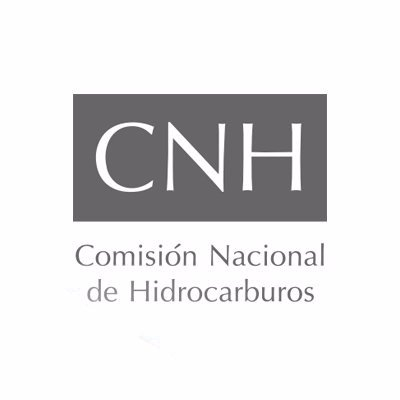 CNH
Comisión Nacional
de Hidrocarburos